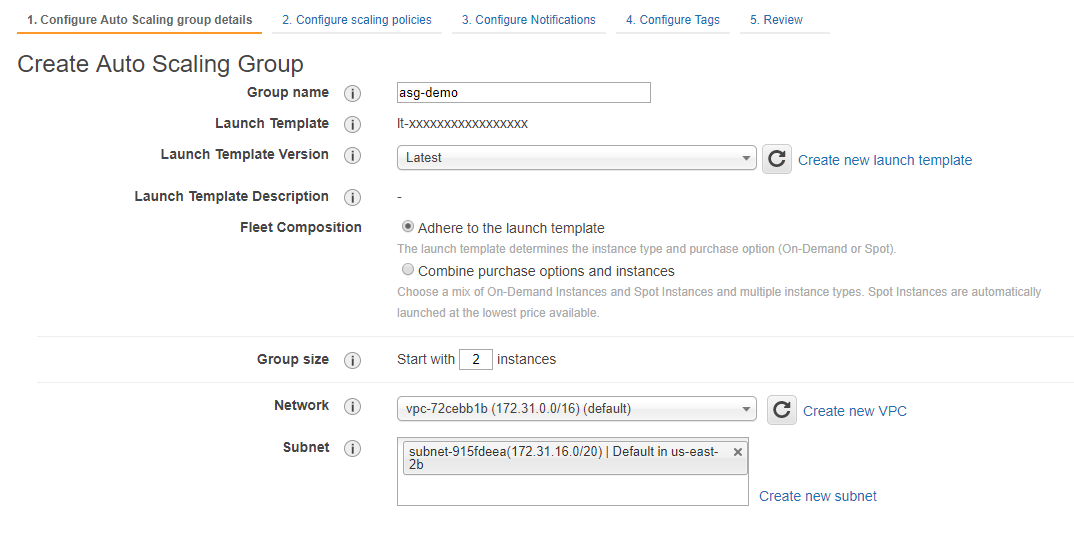 1. Configure Auto Scaling group details 2. Configure scaling policies 3. Configure Notifications 4. Configure Tags 5. Review
Create Auto Scaling Group
Group name i asg-demo
Launch Template i lt-xxxxxxxxxxxxxxxxx
Launch Template Version i Latest Create new launch template
Launch Template Description i -
Fleet Composition Adhere to the launch template
The launch template determines the instance type and purchase option (On-Demand or Spot).
Combine purchase options and instances
Choose a mix of On-Demand Instances and Spot Instances and multiple instance types. Spot Instances are automatically
launched at the lowest price available.
Group size i Start with 2 instances
Network i vpc-72cebb1b (172.31.0.0/16) (default) Create new VPC
Subnet i subnet-915fdeea(172.31.16.0/20) | Default in us-east-
2b
Create new subnet